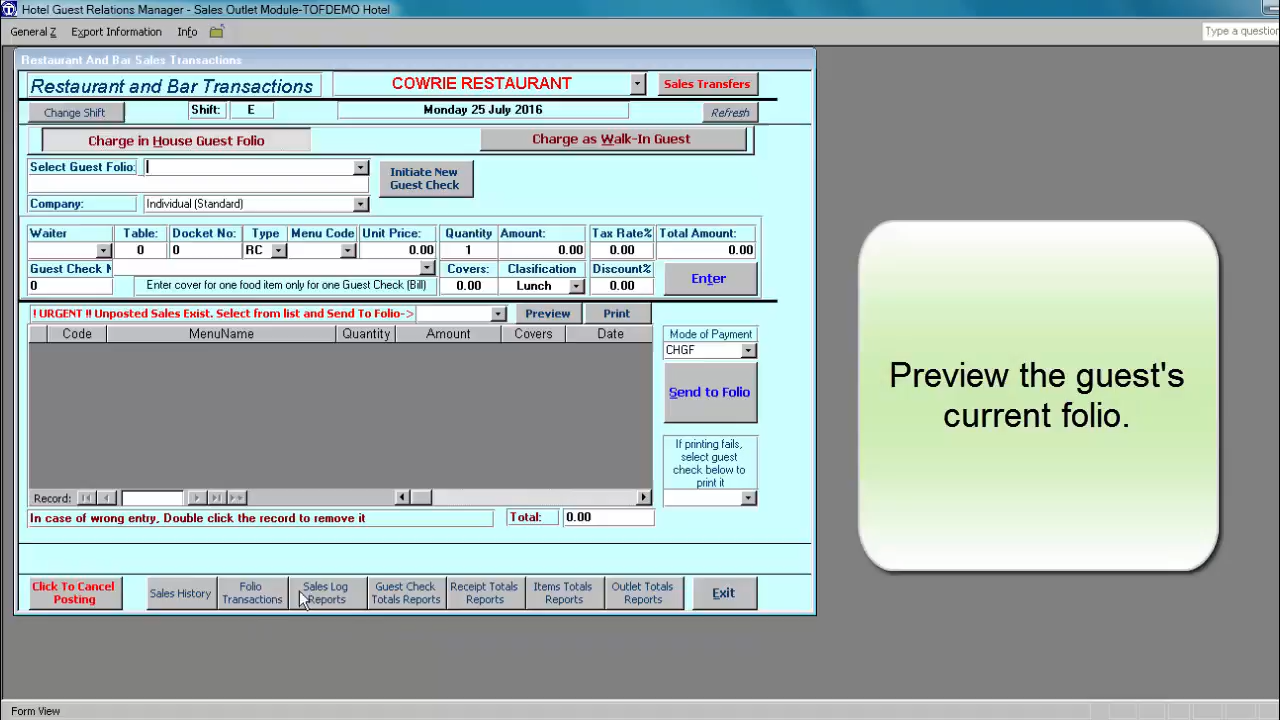 Hotel Guest Relations Manager - Sales Outlet Module-TOFDEMO Hotel
General Z Export Information Info
Type a question
Restaurant And Bar Sales Transactions
Restaurant and Bar Transactions COWRIE RESTAURANT Sales Transfers
Change Shift Shift: E Monday 25 July 2016 Refresh
Charge in House Guest Folio Charge as Walk-In Guest
Select Guest Folio:
Initiate New
Guest Check
Company: Individual (Standard)
Waiter Table: Docket No: Type Menu Code Unit Price: Quantity Amount: Tax Rate% Total Amount:
0 0 RC 0.00 1 0.00 0.00 0.00
Guest Check N Covers: Clasification Discount%
0 Enter cover for one food item only for one Guest Check (Bill) 0.00 Lunch 0.00
Enter
! URGENT !! Unposted Sales Exist. Select from list and Send To Folio-> Preview Print
Code MenuName Quantity Amount Covers Date
Mode of Payment
CHGF
Send to Folio
If printing fails,
select guest
check below to
print it
Record:
In case of wrong entry, Double click the record to remove it Total: 0.00
Click To Cancel
Posting
Sales History
Folio
Transactions
Sales Log
Reports
Guest Check
Totals Reports
Receipt Totals
Reports
Items Totals
Reports
Outlet Totals
Reports
Exit
Preview the guest's
current folio.
Form View